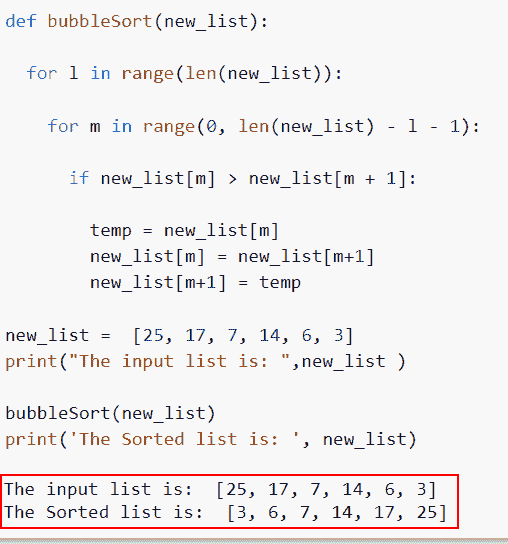 def bubbleSort(new_list):
for l in range(len(new_list)):
for m in range(0, len(new_list) - l - 1):
if new_list[m] > new_list[m + 1]:
temp = new_list[m]
new_list[m] = new_list[m+1]
new_list[m+1] = temp
new_list =  [25, 17, 7, 14, 6, 3]
print("The input list is: ",new_list )
bubbleSort(new_list)
print('The Sorted list is: ', new_list)
The input list is:  [25, 17, 7, 14, 6, 3]
The Sorted list is:  [3, 6, 7, 14, 17, 25]